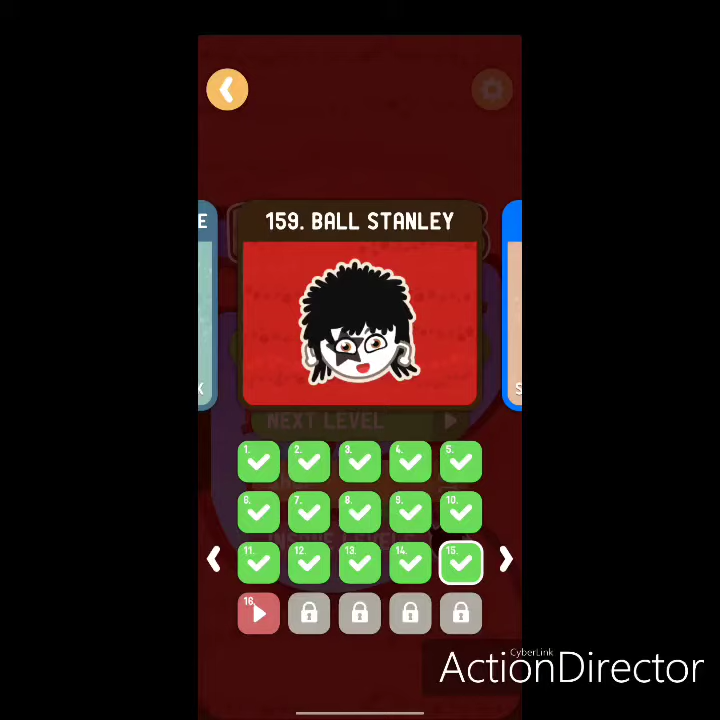 E
159. BALL STANLEY
K
S
NEXT LEVEL
1. 2. 3. 4. 5.
6. 7. 8. 9. 10.
11. 12. 13. 14. 15.
16.
CyberLink
ActionDirector